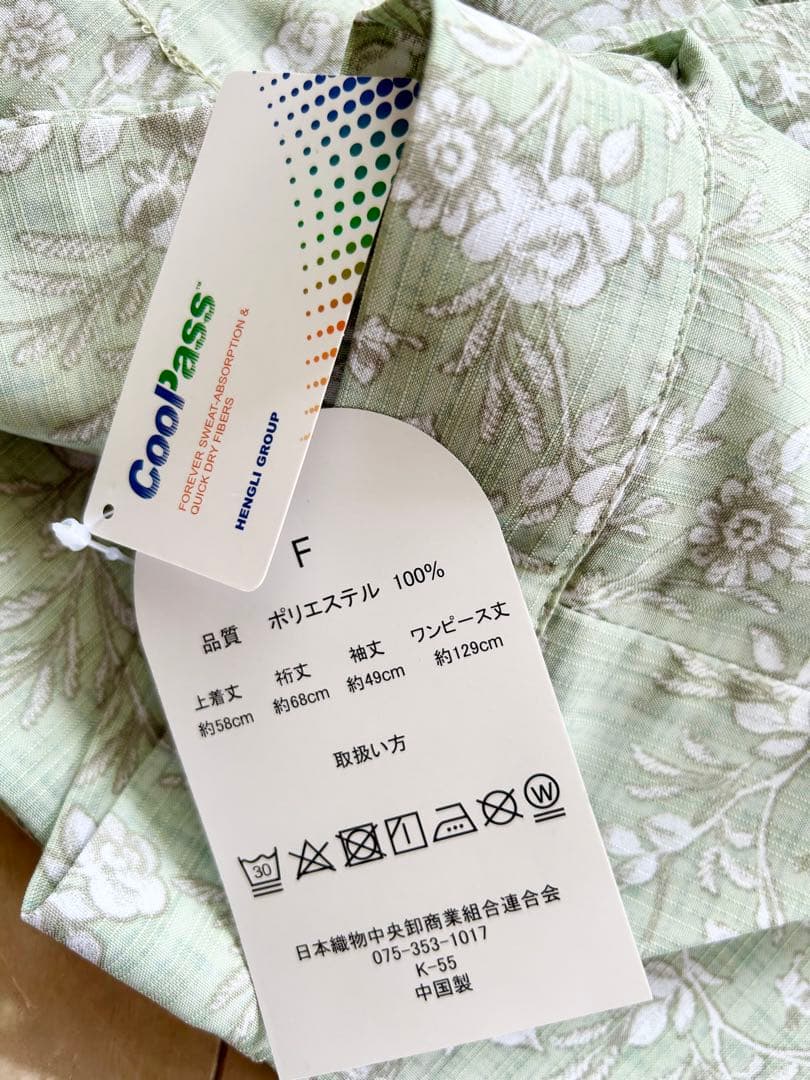 CooLPass™
FOREVER SWEAT-ABSORPTION &
QUICK DRY FIBERS
HENGLI GROUP
F
品質 ポリエステル 100%
上着丈 裄丈 袖丈 ワンピース丈
約58cm 約68cm 約49cm 約129cm
取扱い方
30
W
日本織物中央卸商業組合連合会
075-353-1017
K-55
中国製